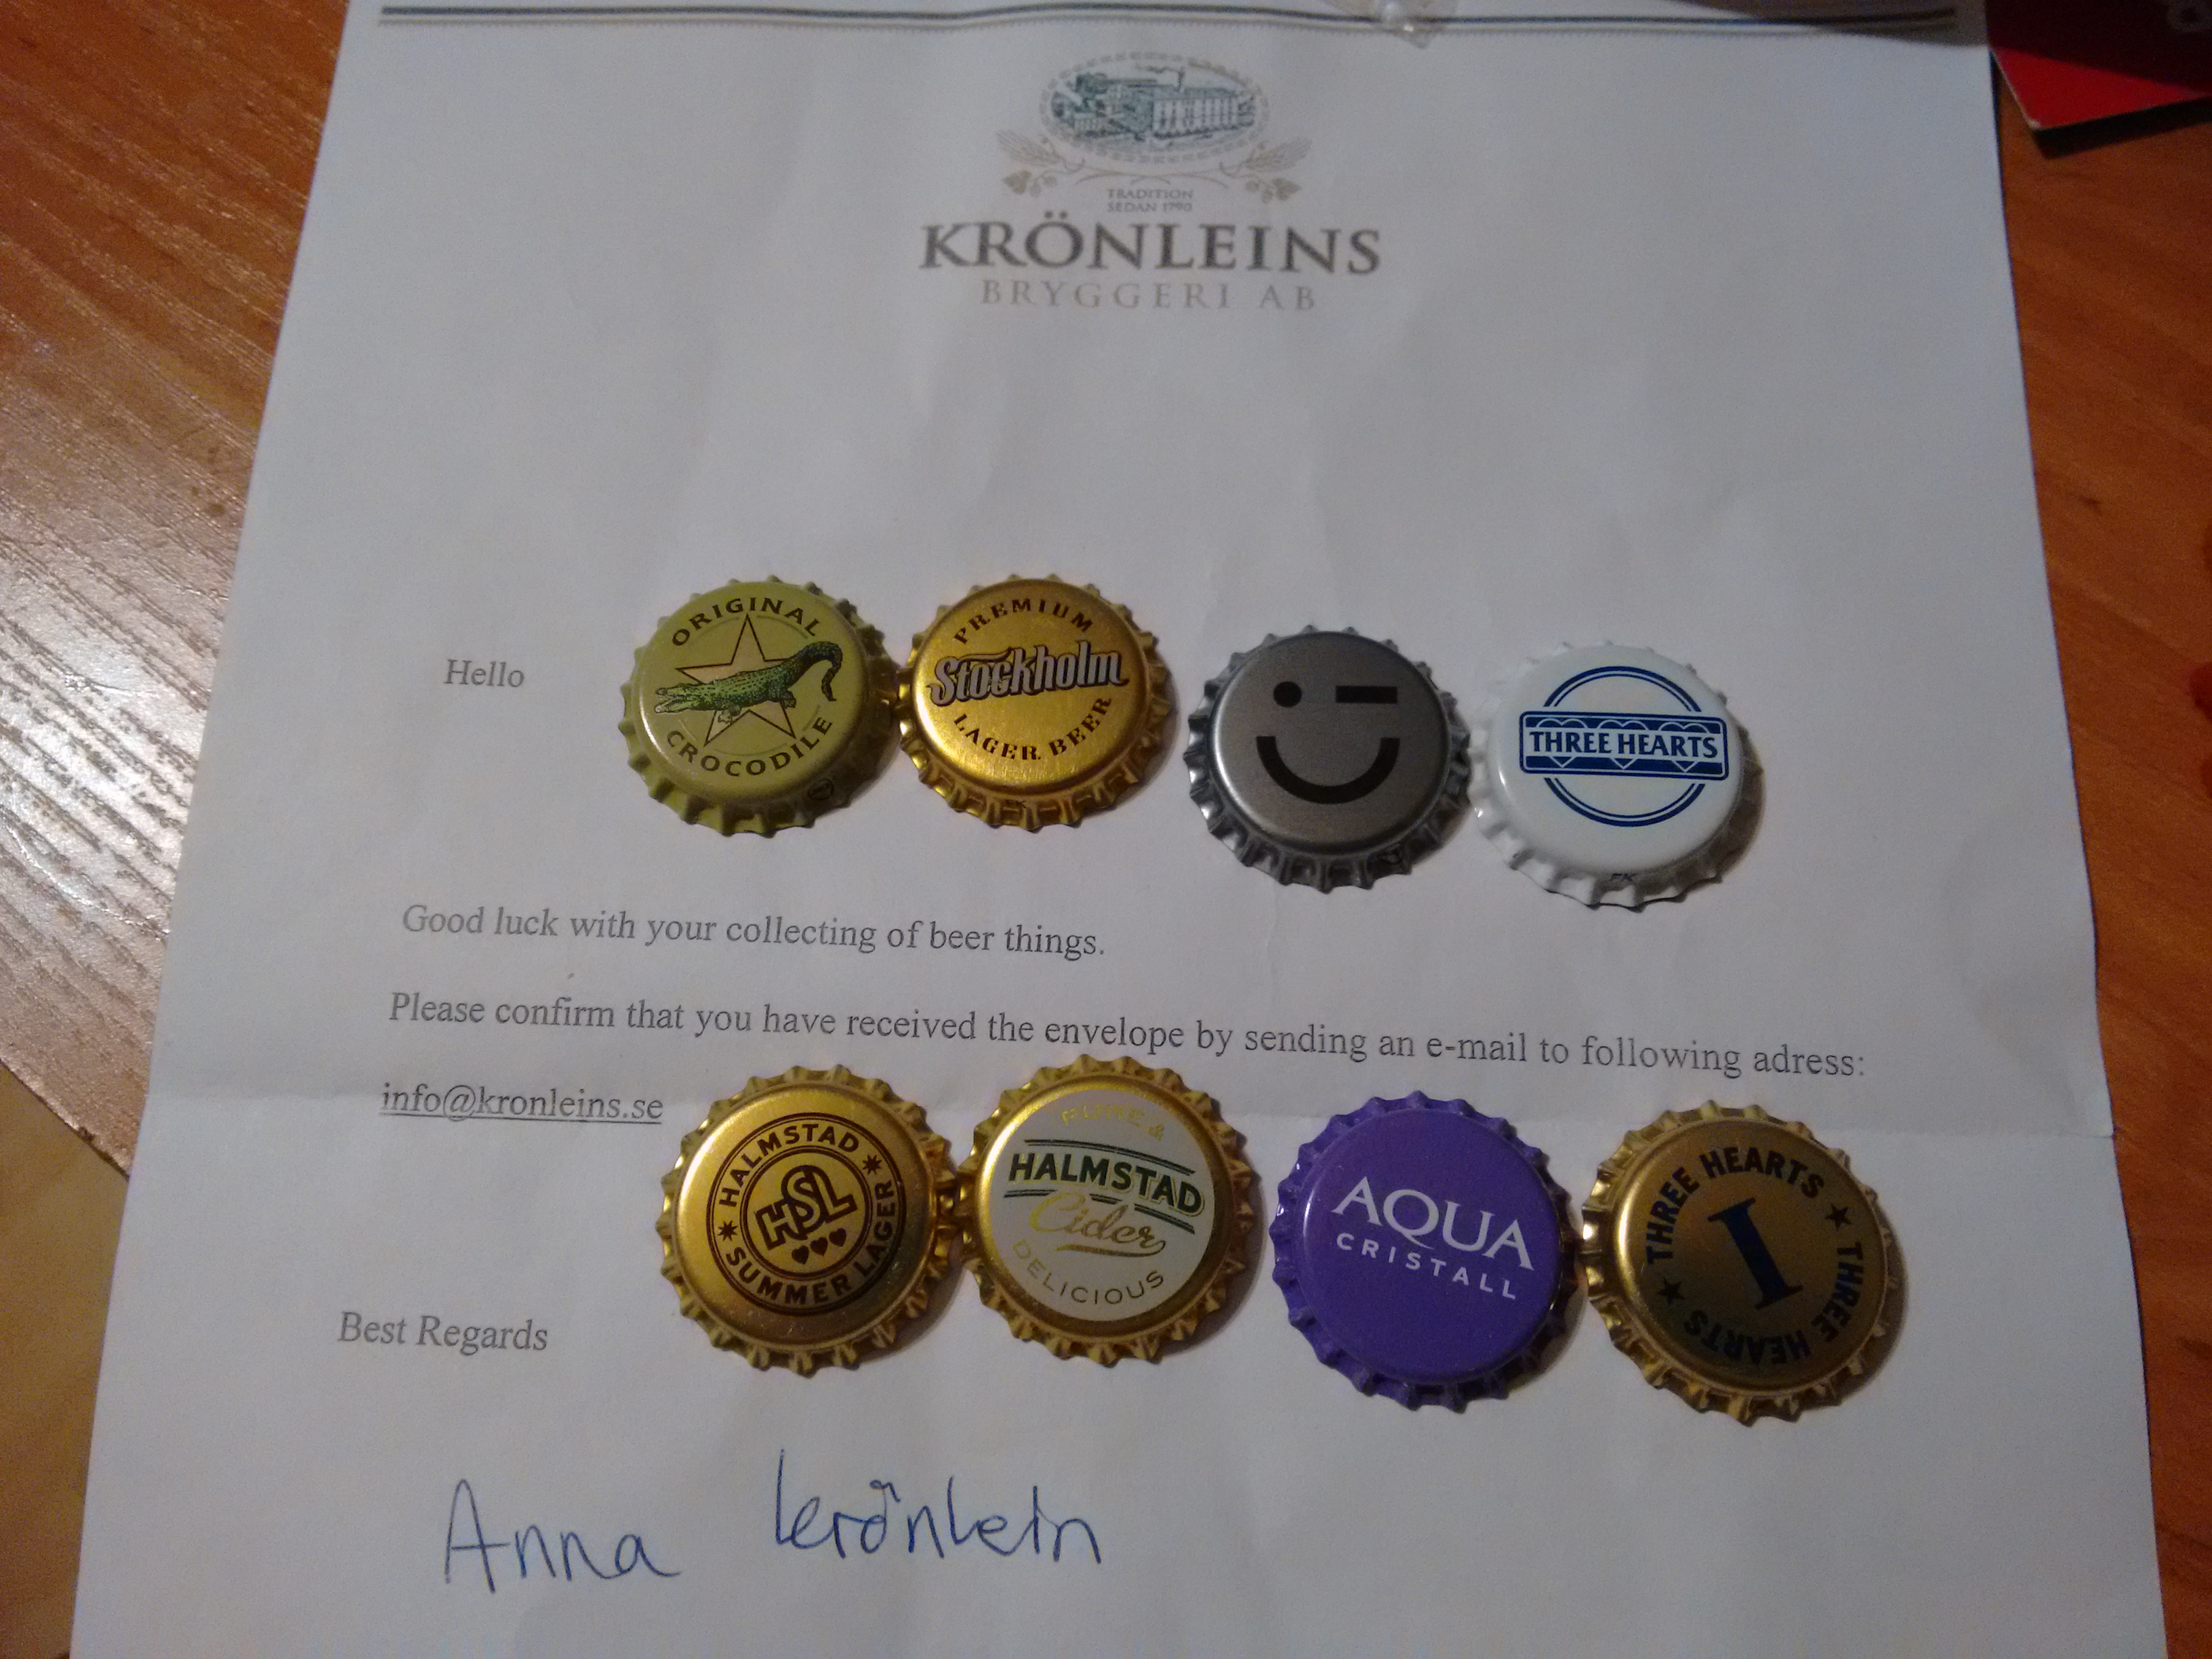 TRADITION
SEDAN 1790
KRÖNLEINS
BRYGGERI AB
Hello
ORIGINAL
CROCODILE
PREMIUM
Stockholm
LAGER BEER
THREE HEARTS
Good luck with your collecting of beer things.
Please confirm that you have received the envelope by sending an e-mail to following adress:
info@kronleins.se
HALMSTAD
HSL
SUMMER LAGER
PURE &
HALMSTAD
Cider
DELICIOUS
AQUA
CRISTALL
THREE HEARTS
THREE HEARTS
I
Best Regards
Anna Krönlein